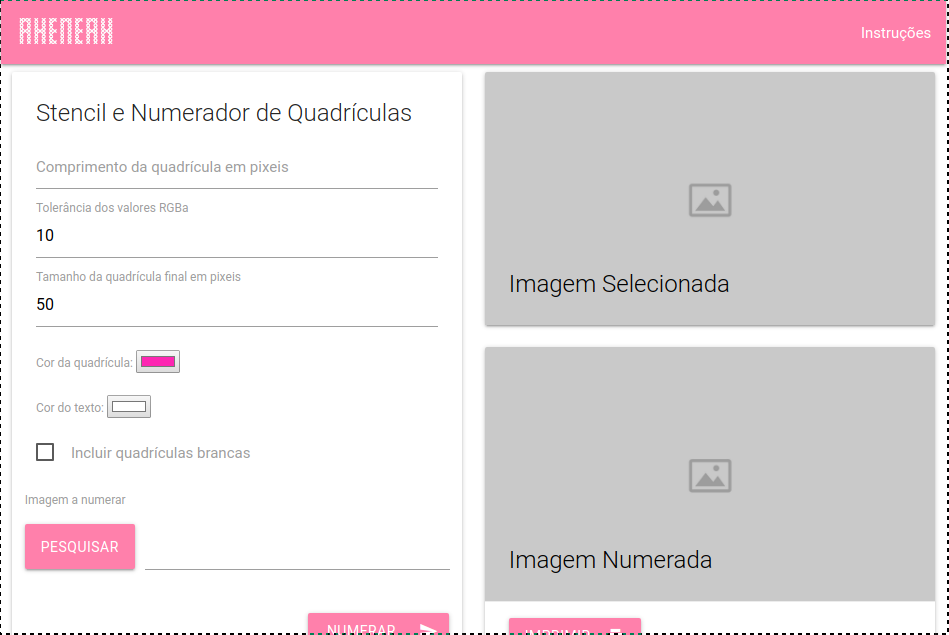 AHENEAH
Instruções
Stencil e Numerador de Quadrículas
Comprimento da quadrícula em pixeis
Tolerância dos valores RGBa
10
Tamanho da quadrícula final em pixeis
50
Cor da quadrícula:
Cor do texto:
Incluir quadrículas brancas
Imagem a numerar
PESQUISAR
NUMERAR
Imagem Selecionada
Imagem Numerada
IMPRIMIR